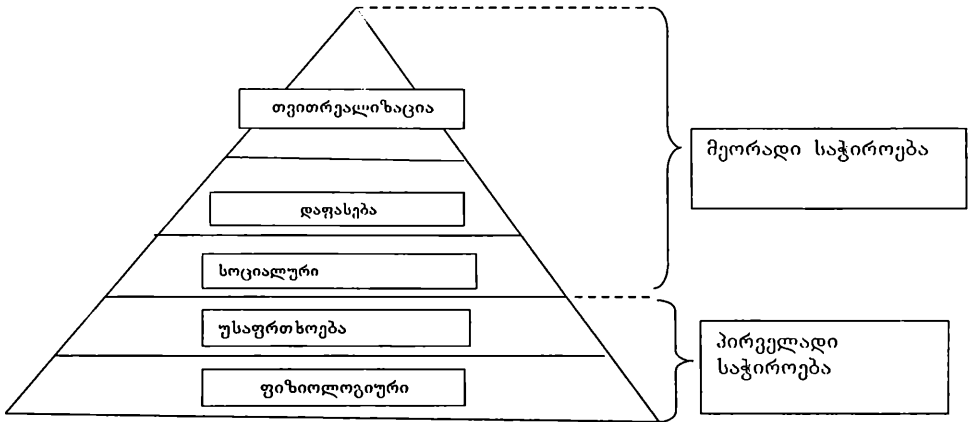 თვითრეალიზაცია
მეორადი საჭიროება
დაფასება
სოციალური
უსაფრთხოება
პირველადი
საჭიროება
ფიზიოლოგიური